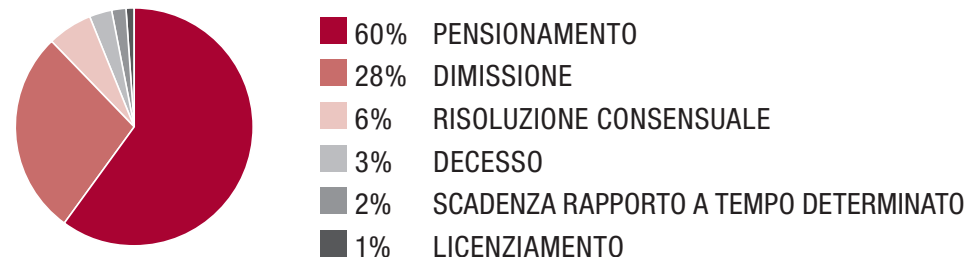 60% PENSIONAMENTO
28% DIMISSIONE
6% RISOLUZIONE CONSENSUALE
3% DECESSO
2% SCADENZA RAPPORTO A TEMPO DETERMINATO
1% LICENZIAMENTO